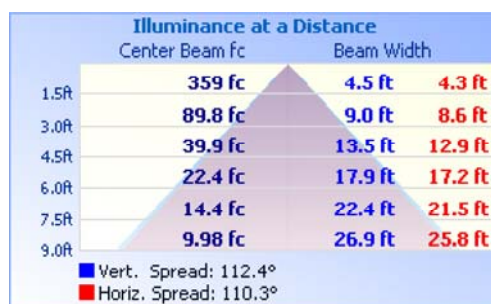 Illuminance at a Distance
Center Beam fc Beam Width
1.5ft 359 fc 4.5 ft 4.3 ft
3.0ft 89.8 fc 9.0 ft 8.6 ft
4.5ft 39.9 fc 13.5 ft 12.9 ft
6.0ft 22.4 fc 17.9 ft 17.2 ft
7.5ft 14.4 fc 22.4 ft 21.5 ft
9.0ft 9.98 fc 26.9 ft 25.8 ft
Vert. Spread: 112.4°
Horiz. Spread: 110.3°